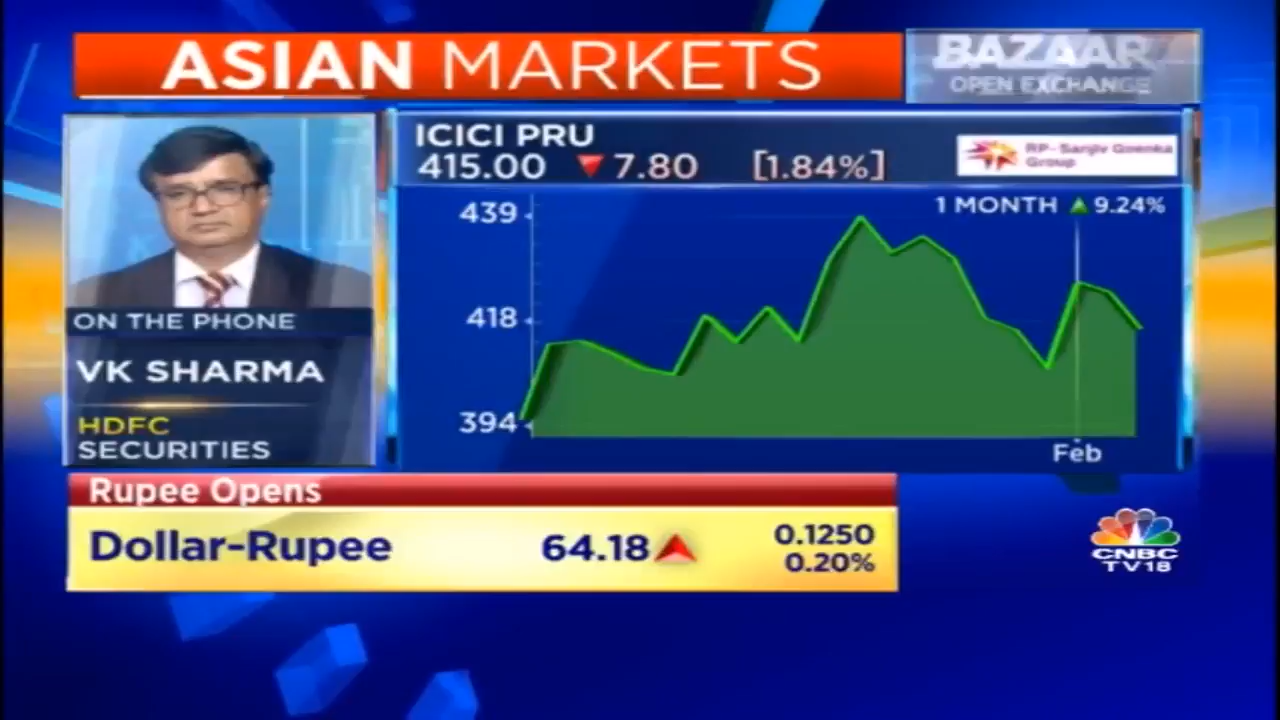 ASIAN MARKETS
BAZAAR
OPEN EXCHANGE
ICICI PRU
415.00 ▼ 7.80 [1.84%]
RP-Sanjiv Goenka
Group
1 MONTH ▲ 9.24%
439
418
394
Feb
ON THE PHONE
VK SHARMA
HDFC
SECURITIES
Rupee Opens
Dollar-Rupee 64.18 ▲ 0.1250
0.20%
CNBC
TV18